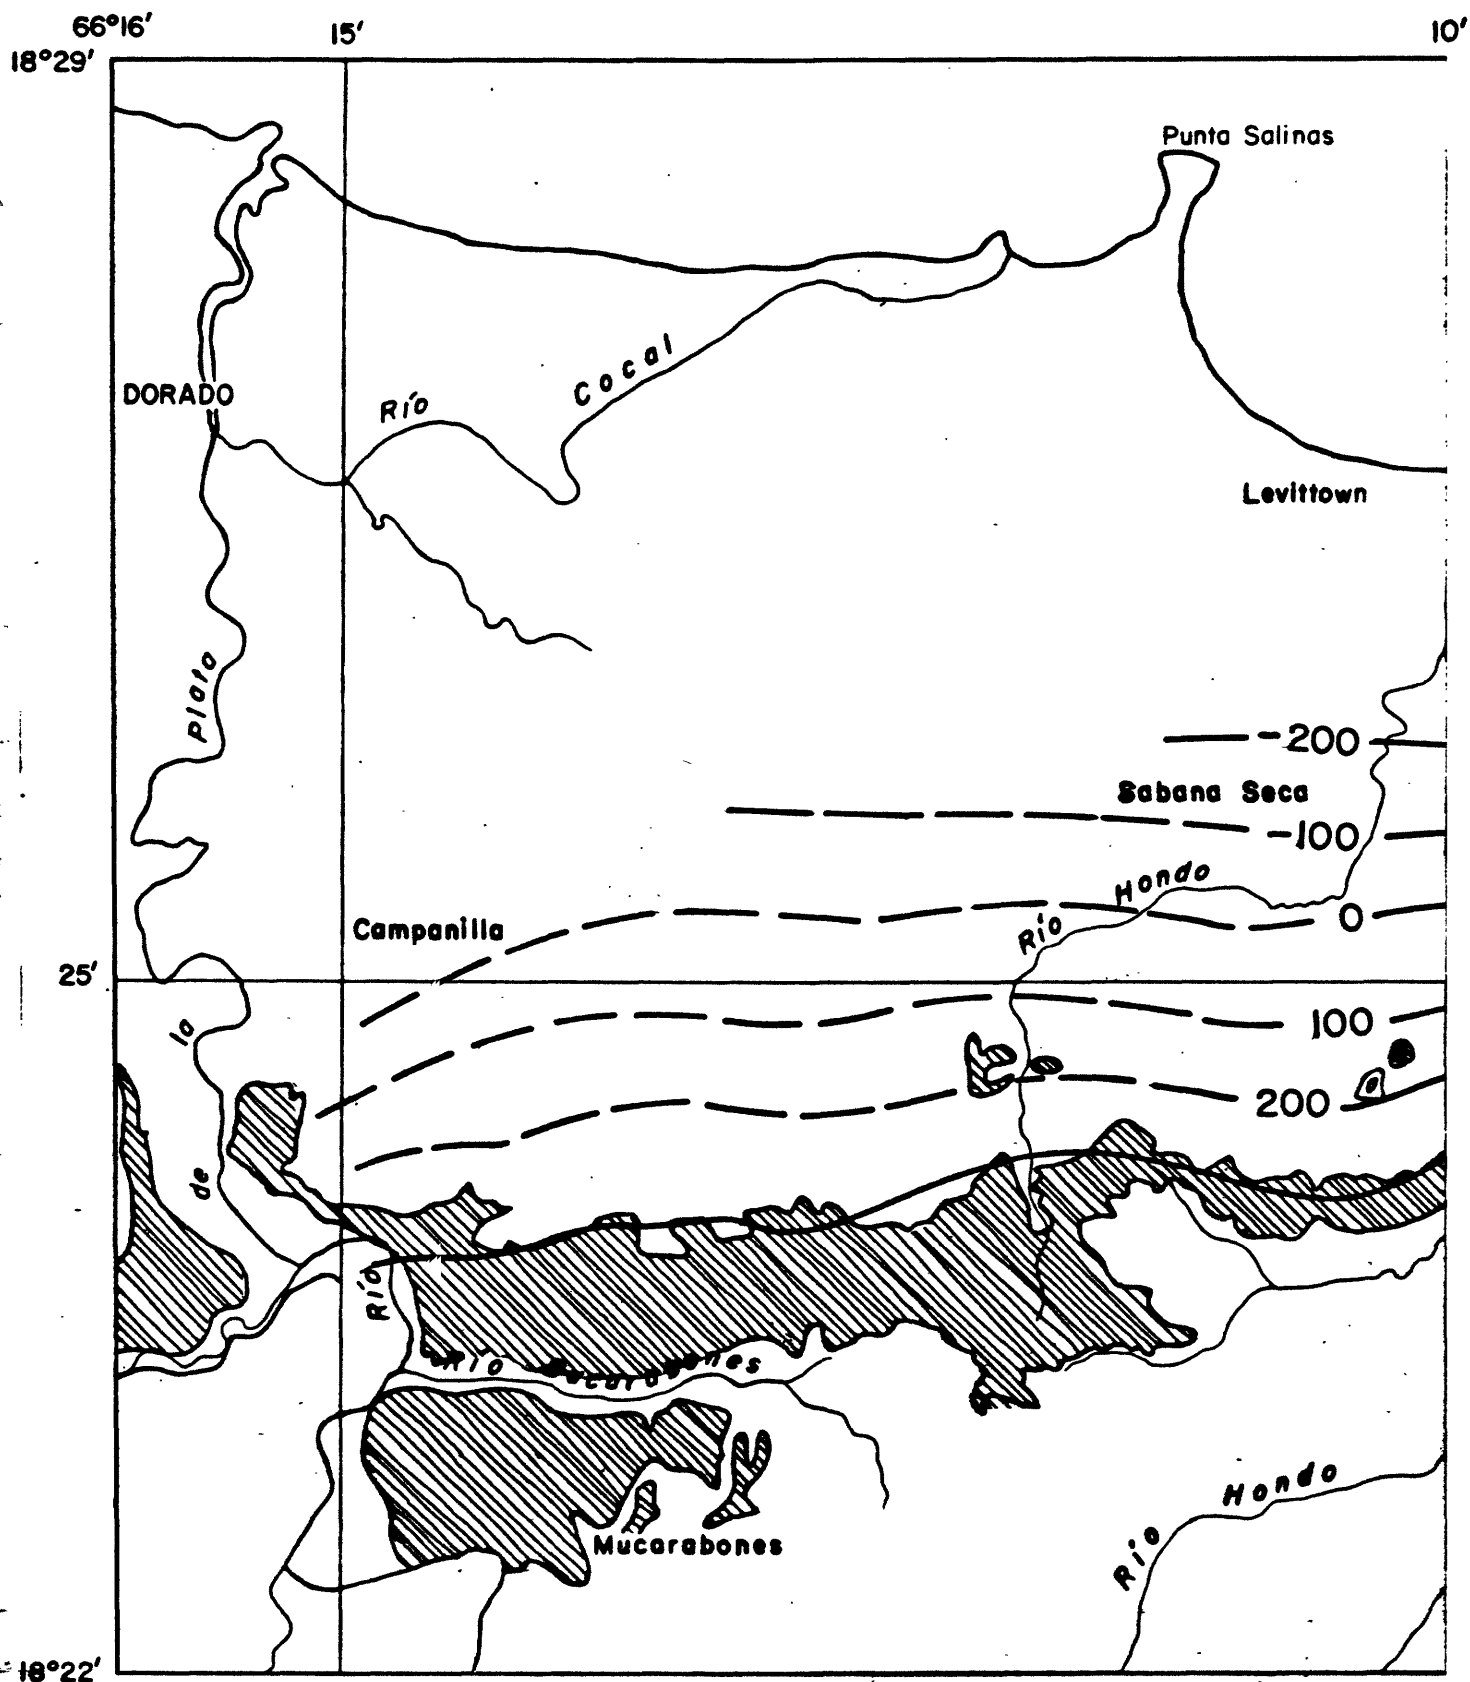 66°16′ 15′ 10′
18°29′
Punta Salinas
Cocal
DORADO
Río
Levittown
Plata
-200
Sabana Seca
-100
Hondo
Campanilla
0
Río
25′
100
la
200
de
Río
Río Mucarabones
Hondo
Mucarabones
Río
18°22′